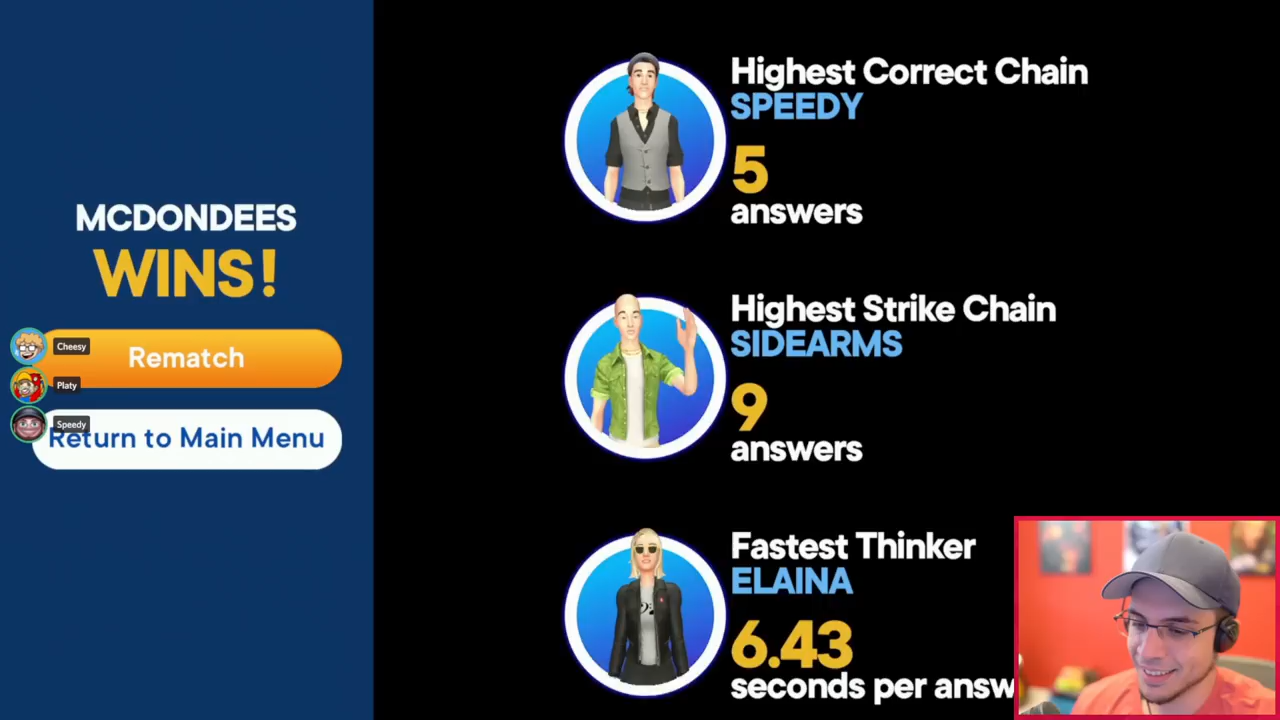 MCDONDEES
WINS!
Cheesy
Rematch
Platy
Speedy
Return to Main Menu
Highest Correct Chain
SPEEDY
5
answers
Highest Strike Chain
SIDEARMS
9
answers
Fastest Thinker
ELAINA
6.43
seconds per answ